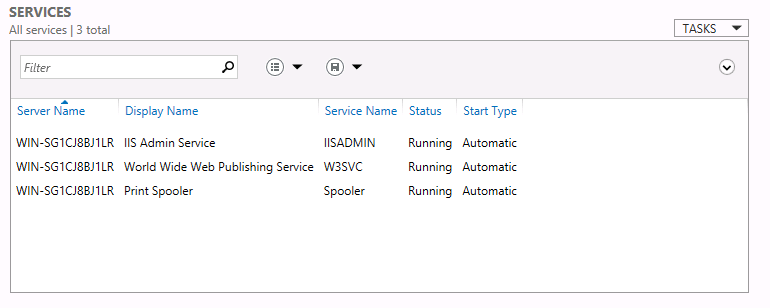 SERVICES
All services | 3 total
TASKS
Filter
Server Name Display Name Service Name Status Start Type
WIN-SG1CJ8BJ1LR IIS Admin Service IISADMIN Running Automatic
WIN-SG1CJ8BJ1LR World Wide Web Publishing Service W3SVC Running Automatic
WIN-SG1CJ8BJ1LR Print Spooler Spooler Running Automatic